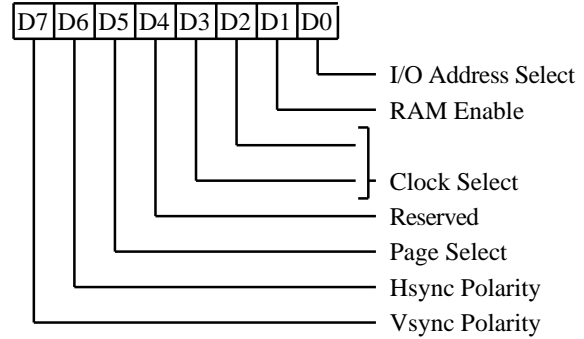 D7 D6 D5 D4 D3 D2 D1 D0
I/O Address Select
RAM Enable
Clock Select
Reserved
Page Select
Hsync Polarity
Vsync Polarity